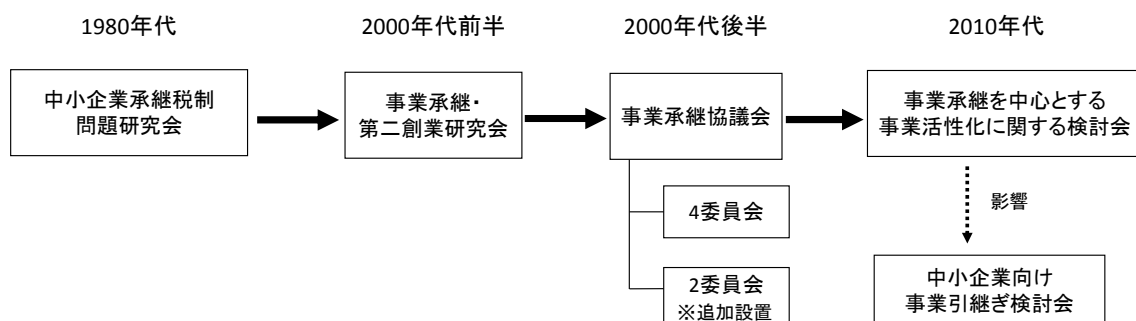 1980年代
2000年代前半
2000年代後半
2010年代
中小企業承継税制
問題研究会
事業承継・
第二創業研究会
事業承継協議会
事業承継を中心とする
事業活性化に関する検討会
4委員会
影響
2委員会
※追加設置
中小企業向け
事業引継ぎ検討会